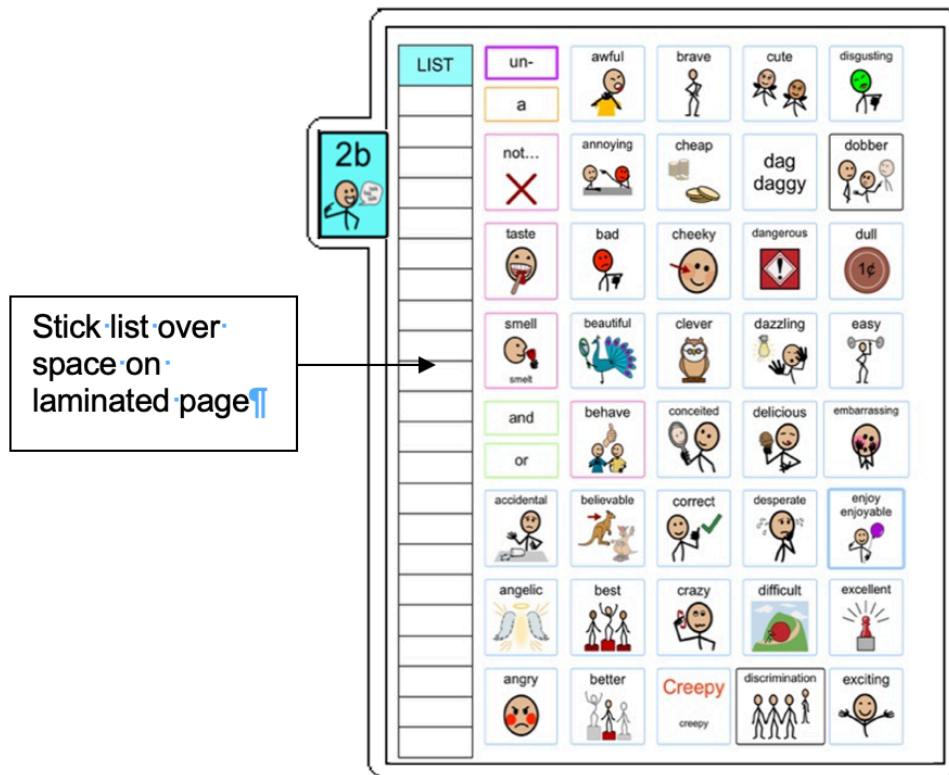 LIST
un-
awful
brave
cute
disgusting
a
2b
not...
annoying
cheap
dag
daggy
dobber
taste
bad
cheeky
dangerous
dull
1¢
Stick·list·over·
space·on·
laminated·page¶
smell
smelt
beautiful
clever
dazzling
easy
and
behave
conceited
delicious
embarrassing
or
accidental
believable
correct
desperate
enjoy
enjoyable
angelic
best
crazy
difficult
excellent
angry
better
Creepy
creepy
discrimination
exciting